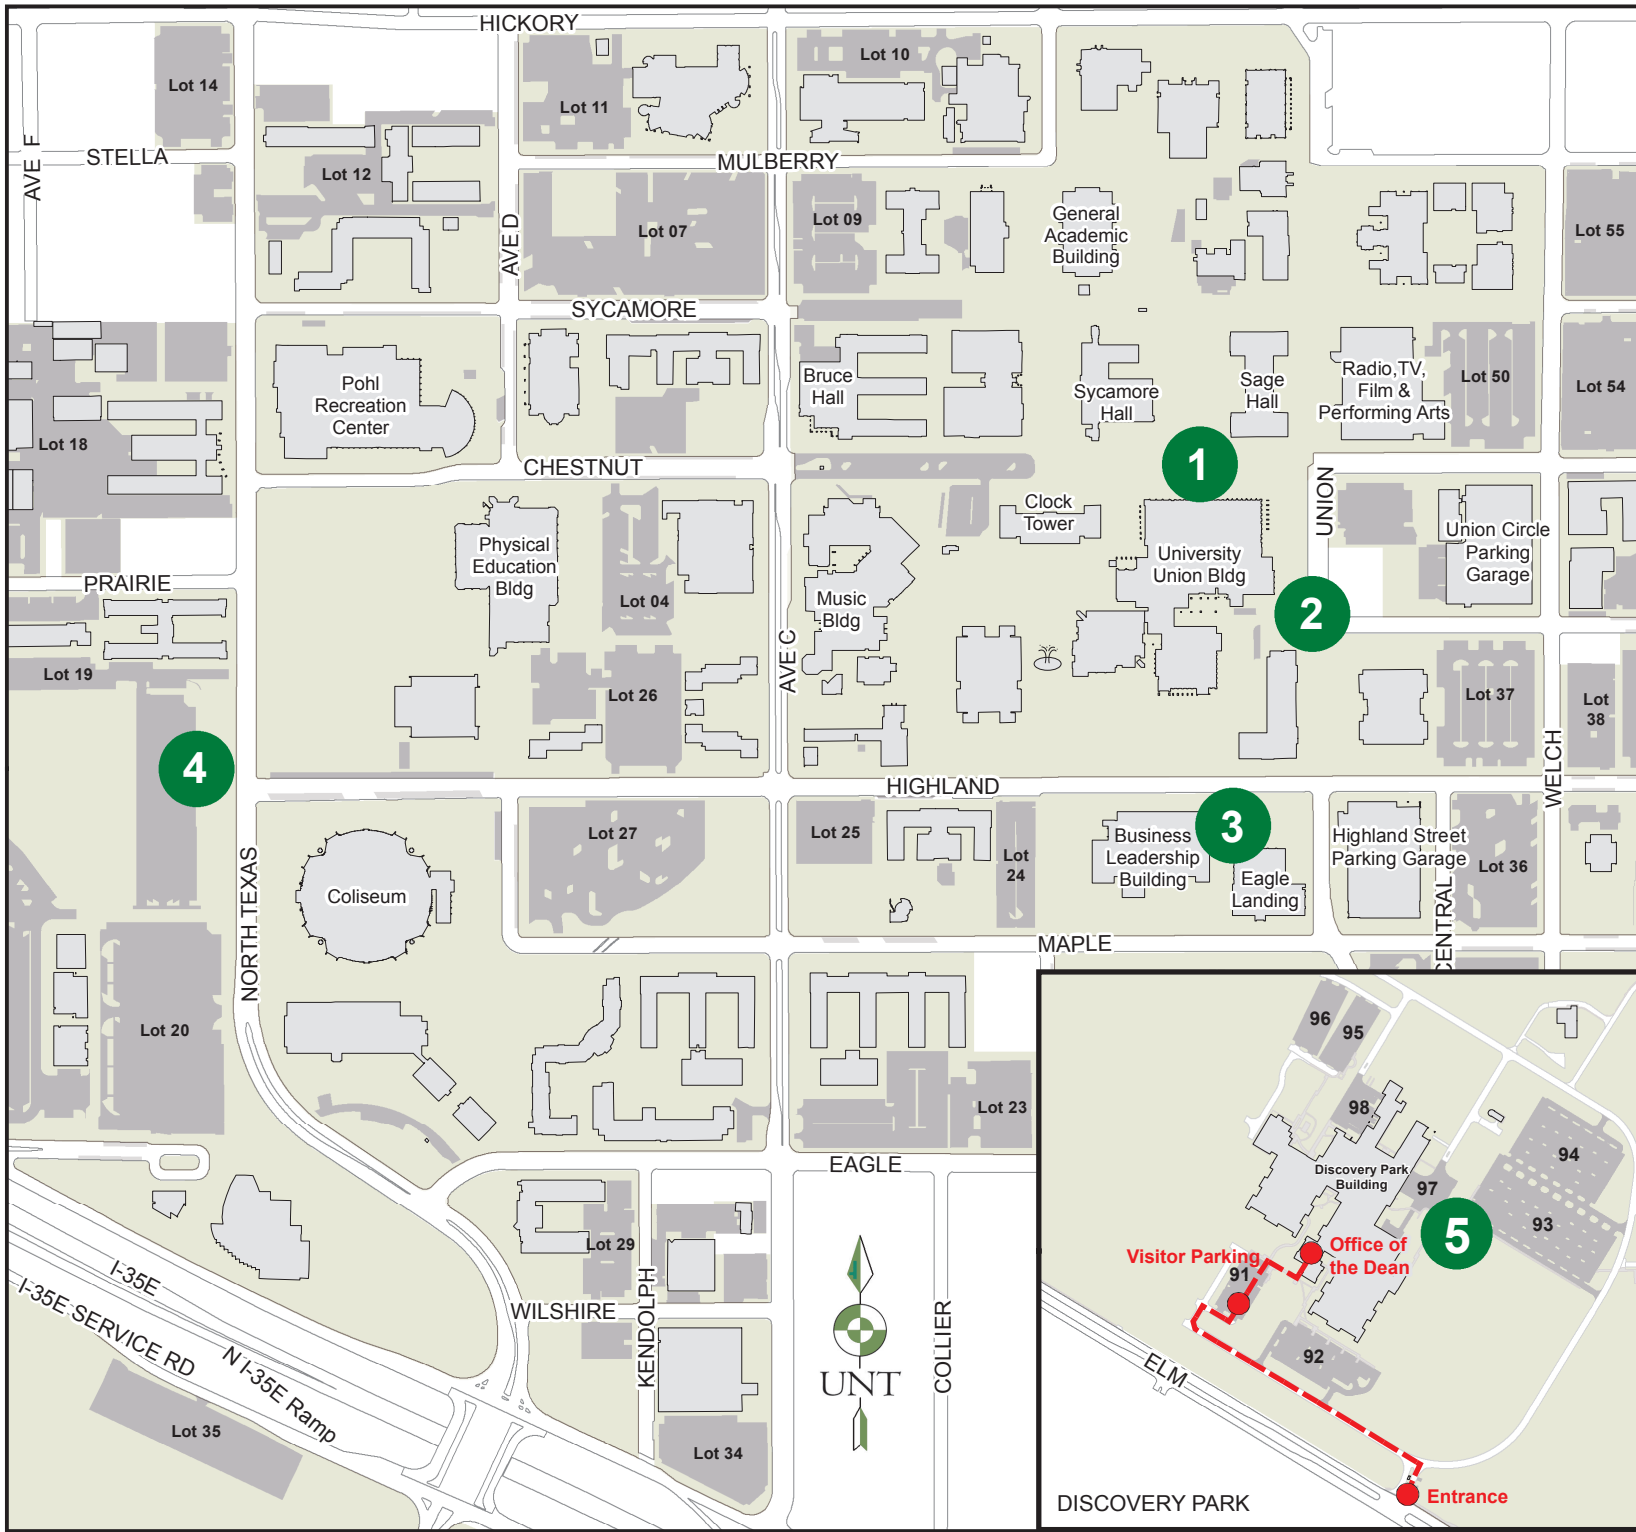 HICKORY
Lot 14
Lot 11
Lot 10
AVE F
STELLA
MULBERRY
Lot 12
Lot 07
Lot 09
General
Academic
Building
Lot 55
AVE D
SYCAMORE
Pohl
Recreation
Center
Bruce
Hall
Sycamore
Hall
Sage
Hall
Radio,TV,
Film &
Performing Arts
Lot 50
Lot 54
Lot 18
CHESTNUT
1
Clock
Tower
UNION
Union Circle
Parking
Garage
Physical
Education
Bldg
University
Union Bldg
PRAIRIE
Lot 04
Music
Bldg
2
Lot 19
Lot 26
AVE C
Lot 37
Lot
38
4
WELCH
HIGHLAND
Lot 27
Lot 25
Lot
24
Business
Leadership
Building
3
Eagle
Landing
Highland Street
Parking Garage
Lot 36
Coliseum
NORTH TEXAS
MAPLE
CENTRAL
Lot 20
Lot 23
EAGLE
96
95
98
Discovery Park
Building
94
97
93
5
Office of
the Dean
Visitor Parking
91
92
ELM
Entrance
DISCOVERY PARK
Lot 29
I-35E
I-35E SERVICE RD
N I-35E Ramp
WILSHIRE
KENDOLPH
COLLIER
UNT
Lot 35
Lot 34